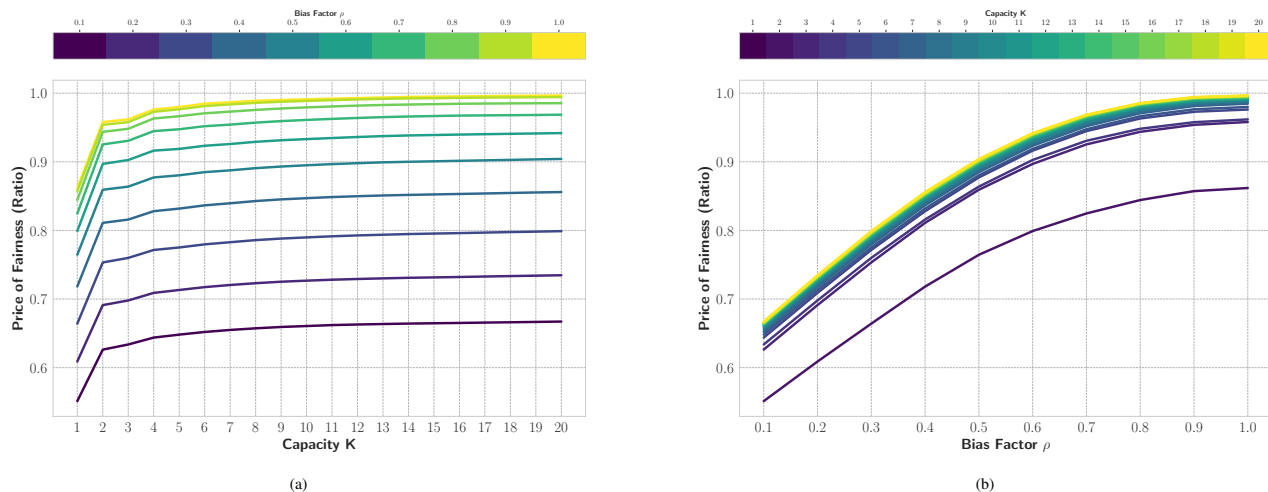 Bias Factor ρ
0.1 0.2 0.3 0.4 0.5 0.6 0.7 0.8 0.9 1.0
1.0
0.9
0.8
0.7
0.6
Price of Fairness (Ratio)
1 2 3 4 5 6 7 8 9 10 11 12 13 14 15 16 17 18 19 20
Capacity K
(a)
Capacity K
1 2 3 4 5 6 7 8 9 10 11 12 13 14 15 16 17 18 19 20
1.0
0.9
0.8
0.7
0.6
Price of Fairness (Ratio)
0.1 0.2 0.3 0.4 0.5 0.6 0.7 0.8 0.9 1.0
Bias Factor ρ
(b)